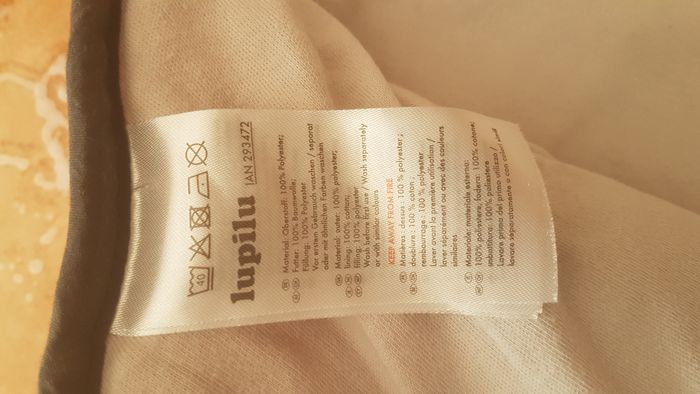 40
lupilu IAN 293472
Material: Oberstoff: 100% Polyester;
Futter: 100% Baumwolle;
Füllung: 100% Polyester
Vor erstem Gebrauch waschen / separat
oder mit ähnlichen Farben waschen
Material: outer: 100% polyester;
lining: 100% cotton;
filling: 100% polyester
Wash before first use / Wash separately
or with similar colours
KEEP AWAY FROM FIRE
Matières: dessus: 100 % polyester;
doublure: 100 % coton;
rembourrage: 100 % polyester
Laver avant la première utilisation /
laver séparément ou avec des couleurs
similaires
Materiale: materiale esterno:
100% poliestere; fodera: 100% cotone;
imbottitura: 100% poliestere
Lavare prima del primo utilizzo /
lavare separatamente o con colori